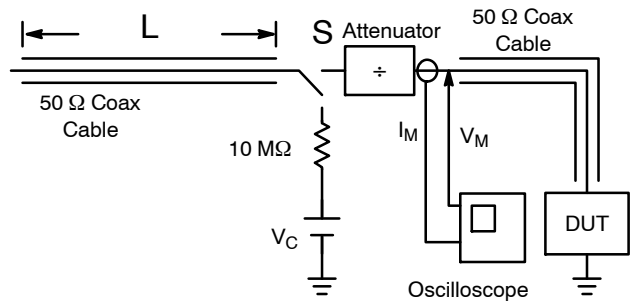 L
S
Attenuator
÷
50 Ω Coax
Cable
50 Ω Coax
Cable
10 MΩ
I_M
V_M
V_C
DUT
Oscilloscope